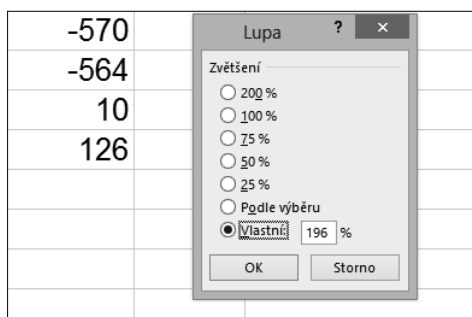 -570
-564
10
126
Lupa ? ×
Zvětšení
200 %
100 %
75 %
50 %
25 %
Podle výběru
Vlastní: 196 %
OK Storno